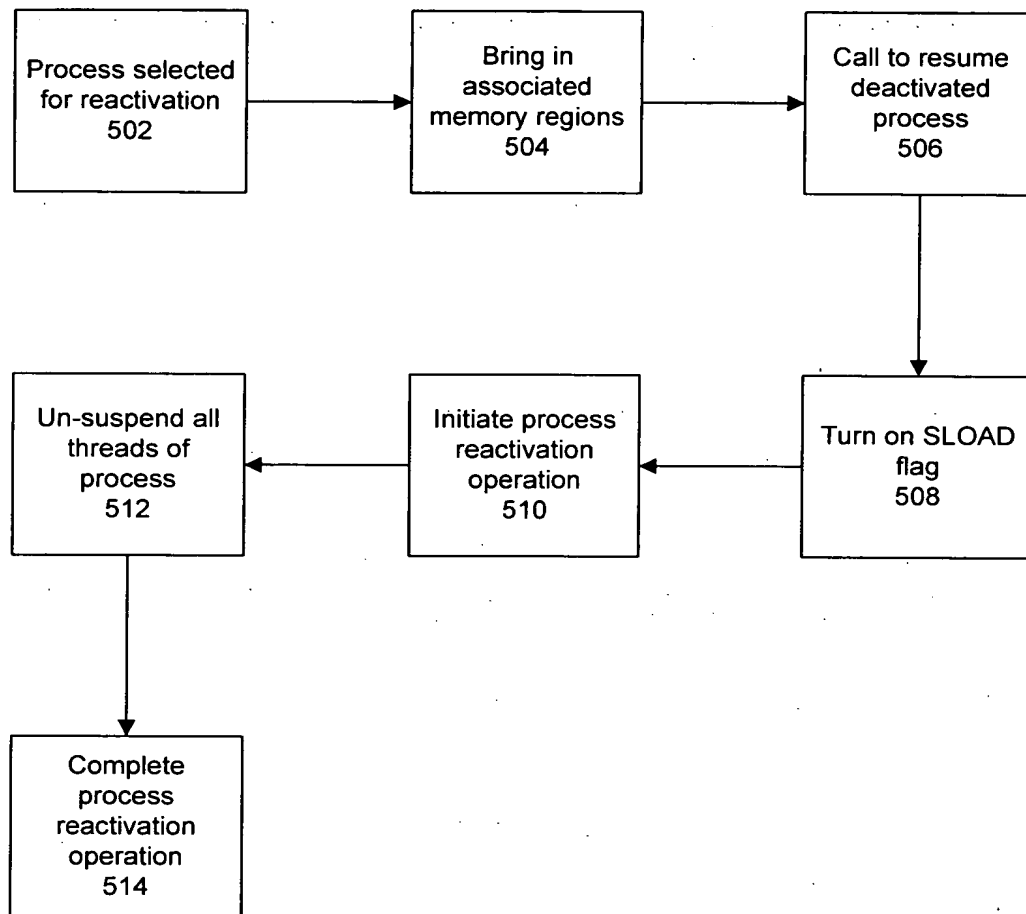 Process selected
for reactivation
502
Bring in
associated
memory regions
504
Call to resume
deactivated
process
506
Turn on SLOAD
flag
508
Initiate process
reactivation
operation
510
Un-suspend all
threads of
process
512
Complete
process
reactivation
operation
514